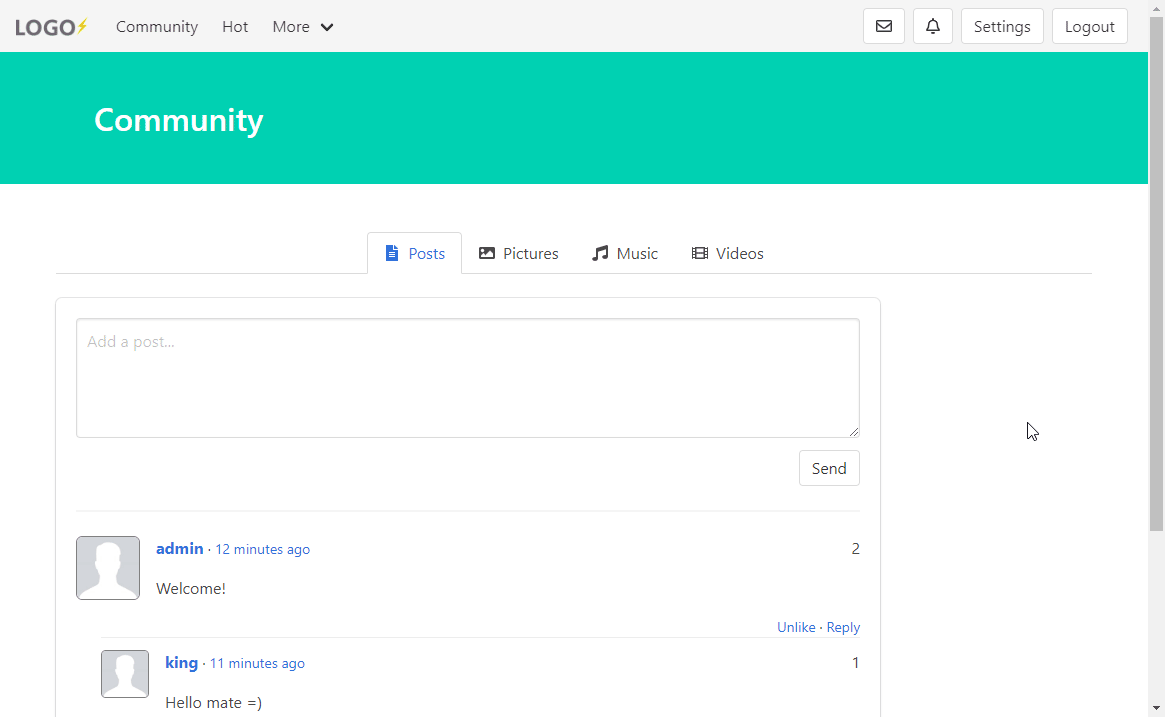 LOGO Community Hot More Settings Logout
Community
Posts Pictures Music Videos
Add a post...
Send
admin · 12 minutes ago 2
Welcome!
Unlike · Reply
king · 11 minutes ago 1
Hello mate =)